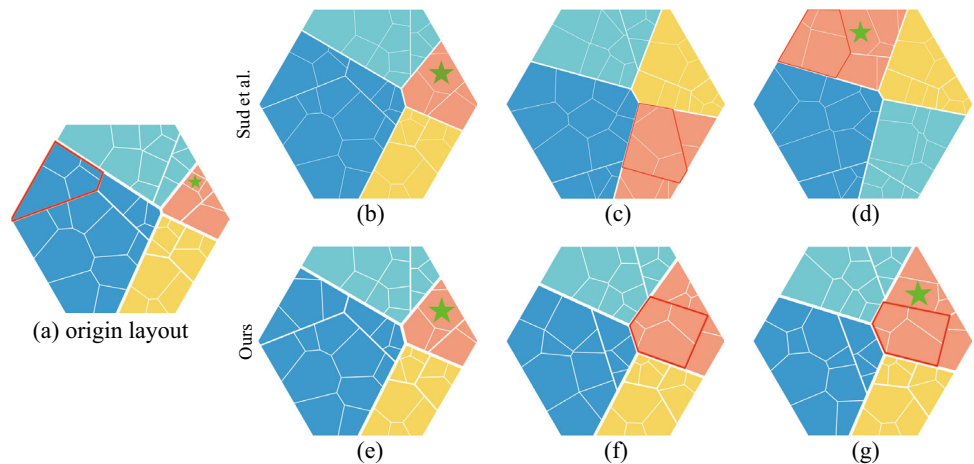 Sud et al.
(b)
(c)
(d)
(a) origin layout
Ours
(e)
(f)
(g)